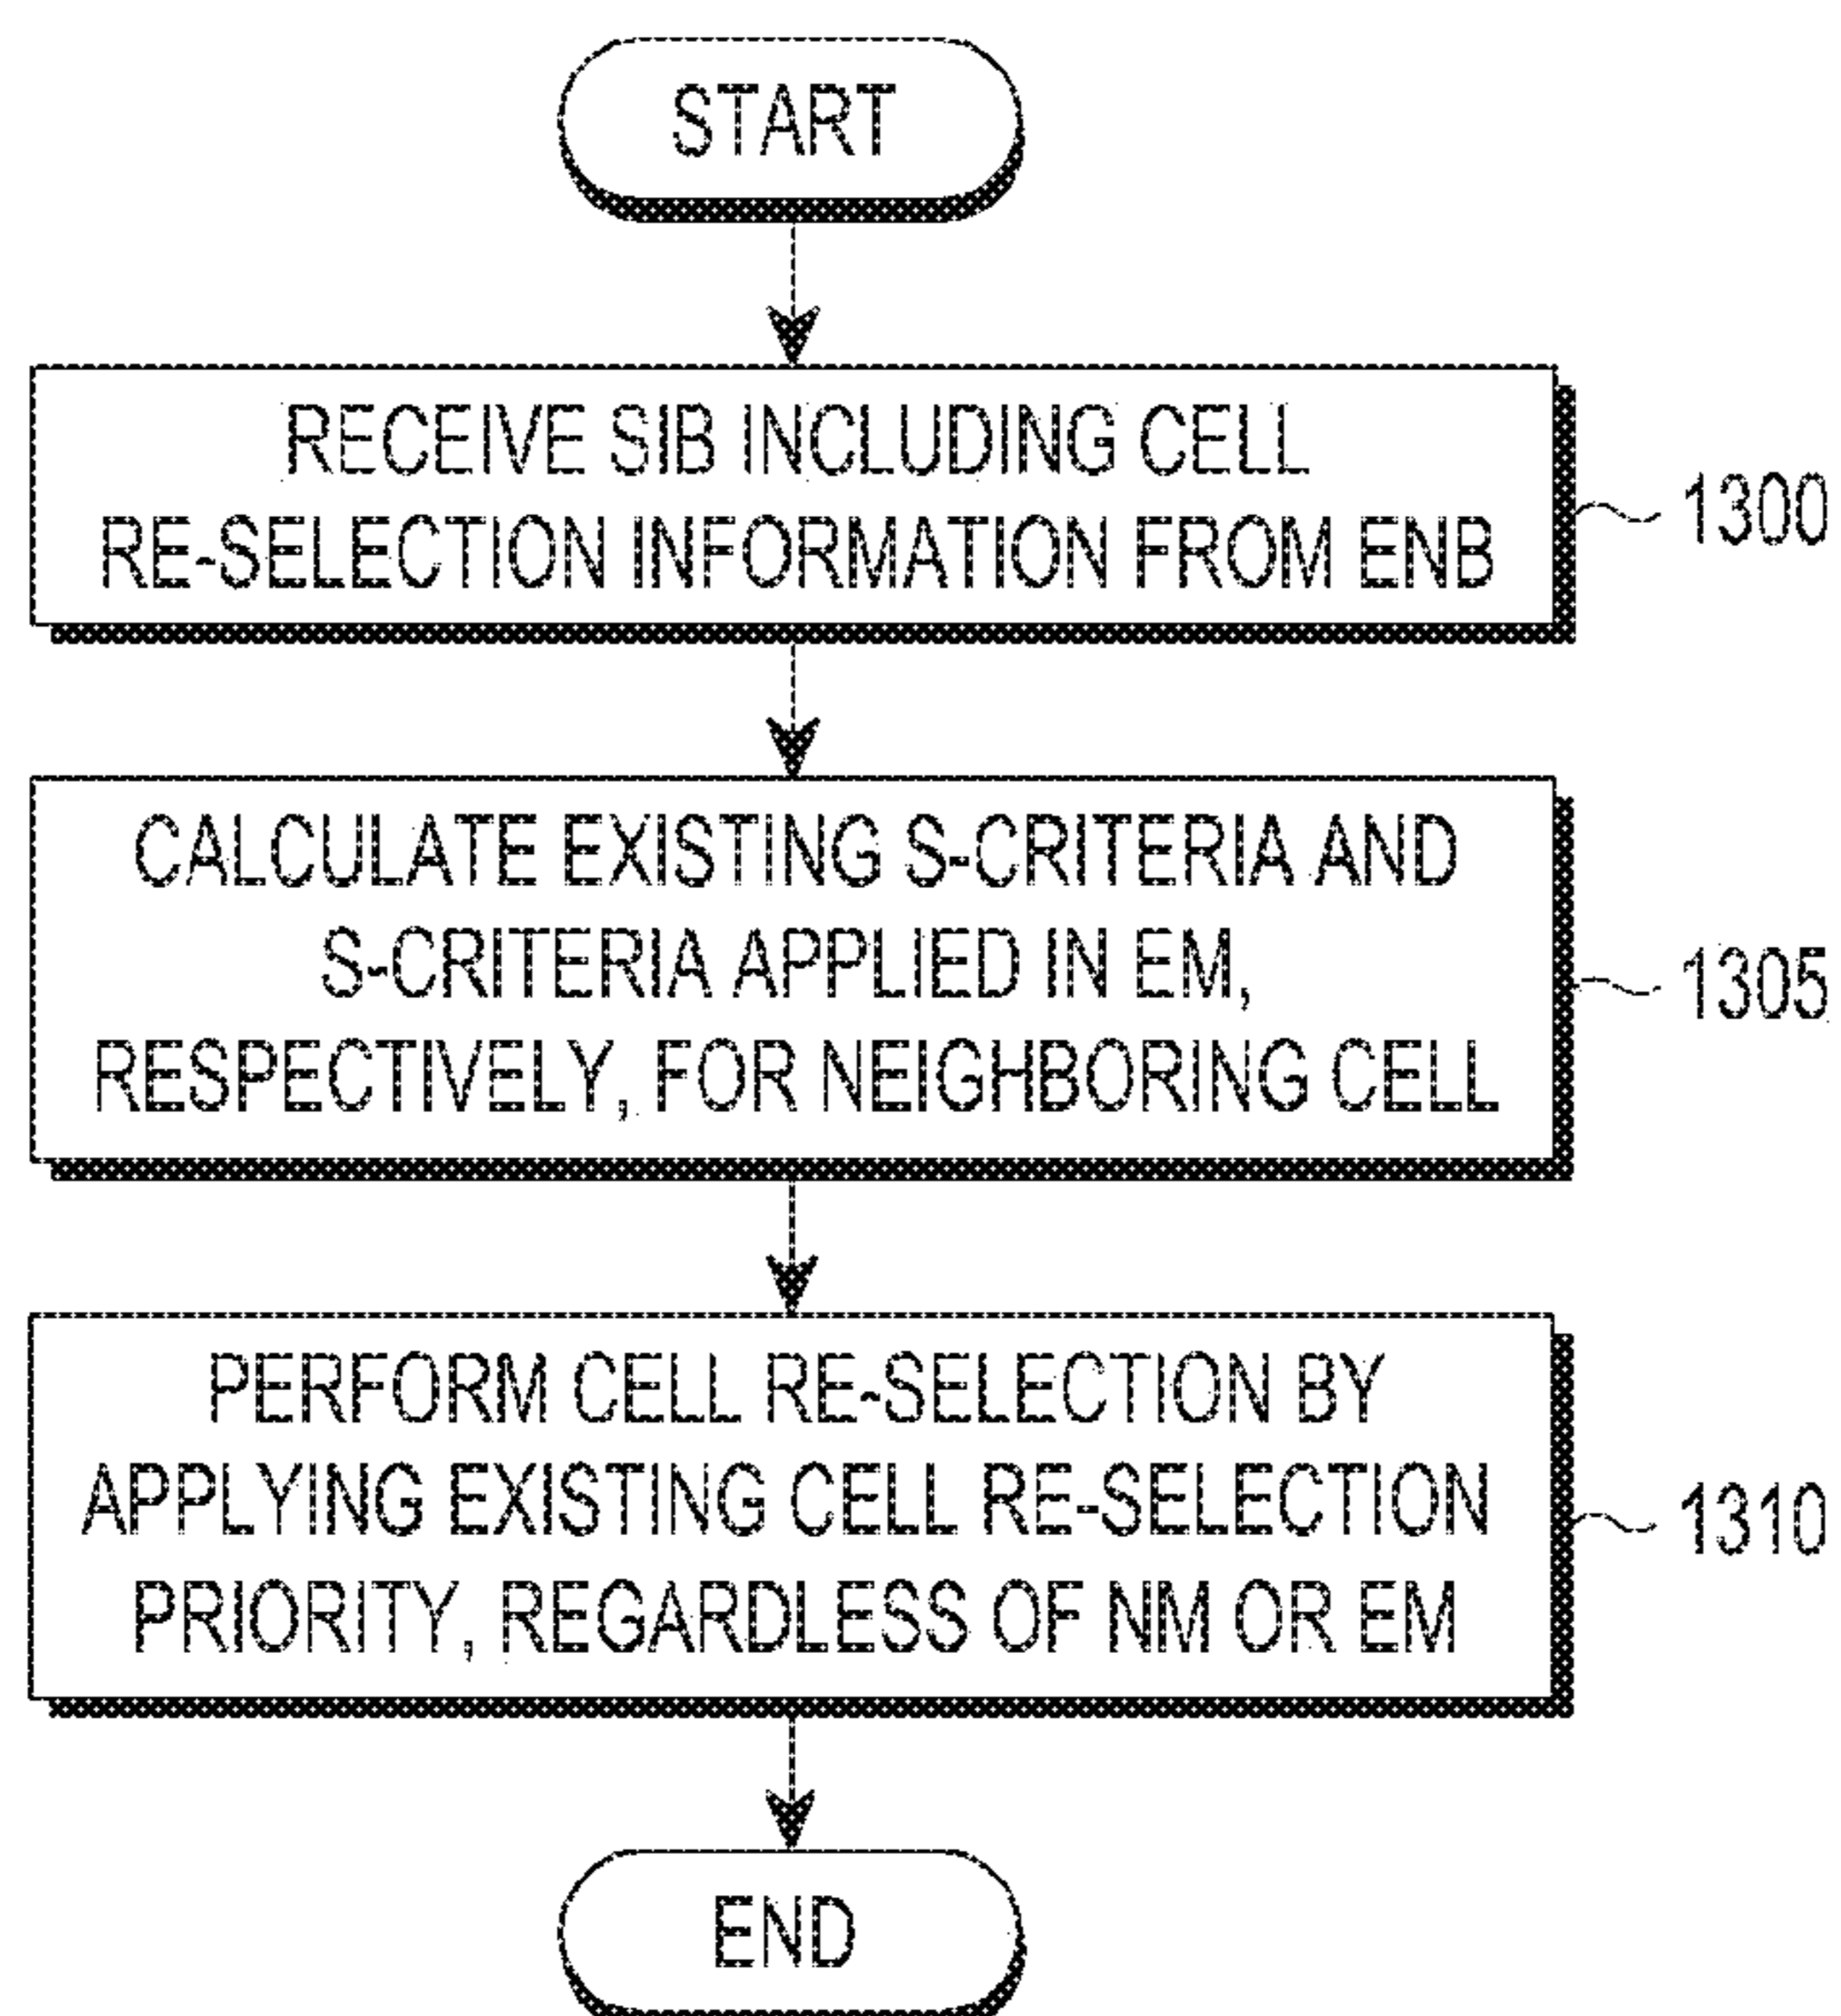 START
RECEIVE SIB INCLUDING CELL
RE-SELECTION INFORMATION FROM ENB
1300
CALCULATE EXISTING S-CRITERIA AND
S-CRITERIA APPLIED IN EM,
RESPECTIVELY, FOR NEIGHBORING CELL
1305
PERFORM CELL RE-SELECTION BY
APPLYING EXISTING CELL RE-SELECTION
PRIORITY, REGARDLESS OF NM OR EM
1310
END